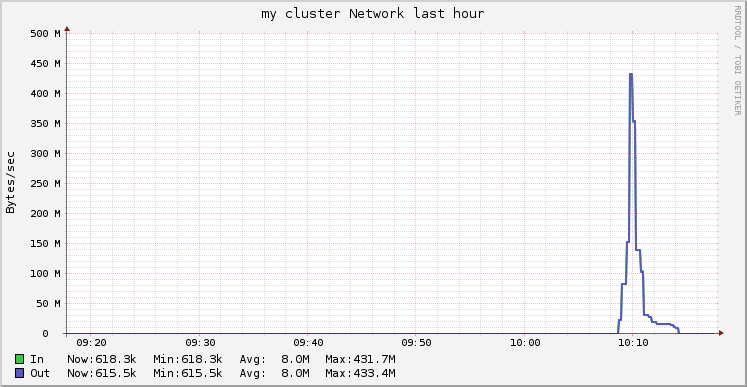 my cluster Network last hour
RRDTOOL / TOBI OETIKER
Bytes/sec
500 M
450 M
400 M
350 M
300 M
250 M
200 M
150 M
100 M
50 M
0
09:20 09:30 09:40 09:50 10:00 10:10
In Now:618.3k Min:618.3k Avg: 8.0M Max:431.7M
Out Now:615.5k Min:615.5k Avg: 8.0M Max:433.4M